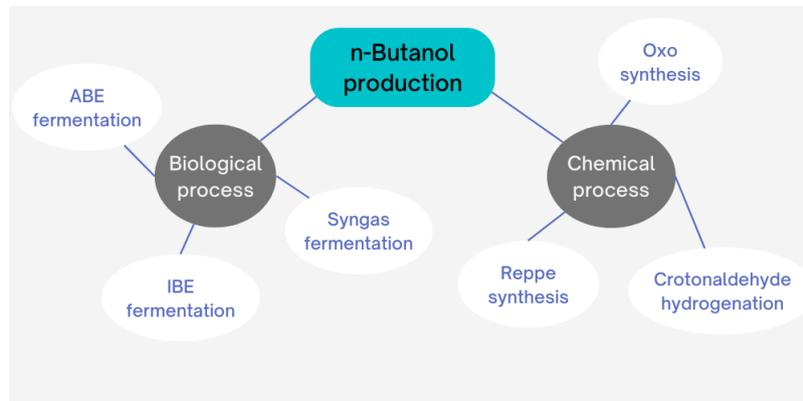 n-Butanol
production
Oxo
synthesis
ABE
fermentation
Biological
process
Chemical
process
Syngas
fermentation
IBE
fermentation
Reppe
synthesis
Crotonaldehyde
hydrogenation